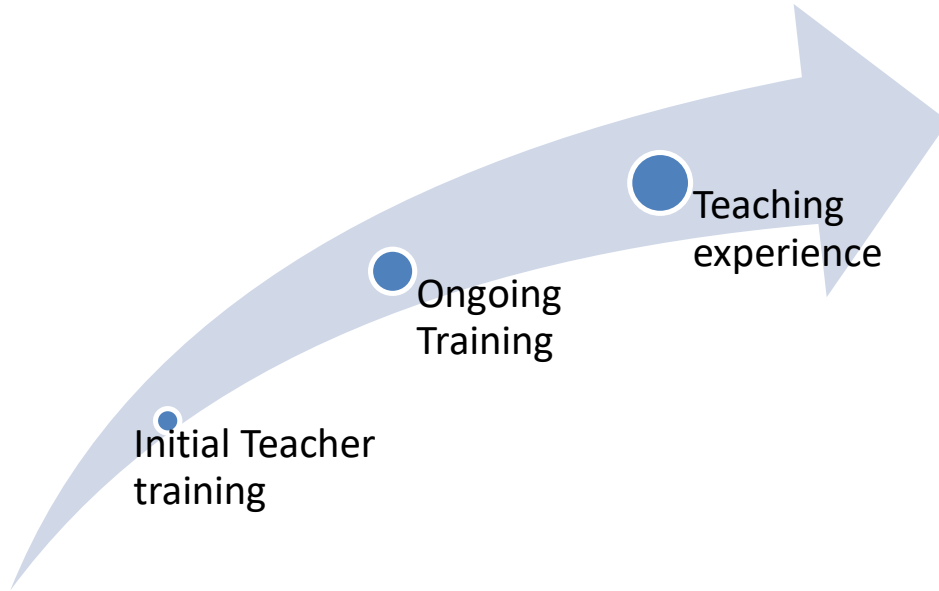 Teaching
experience
Ongoing
Training
Initial Teacher
training